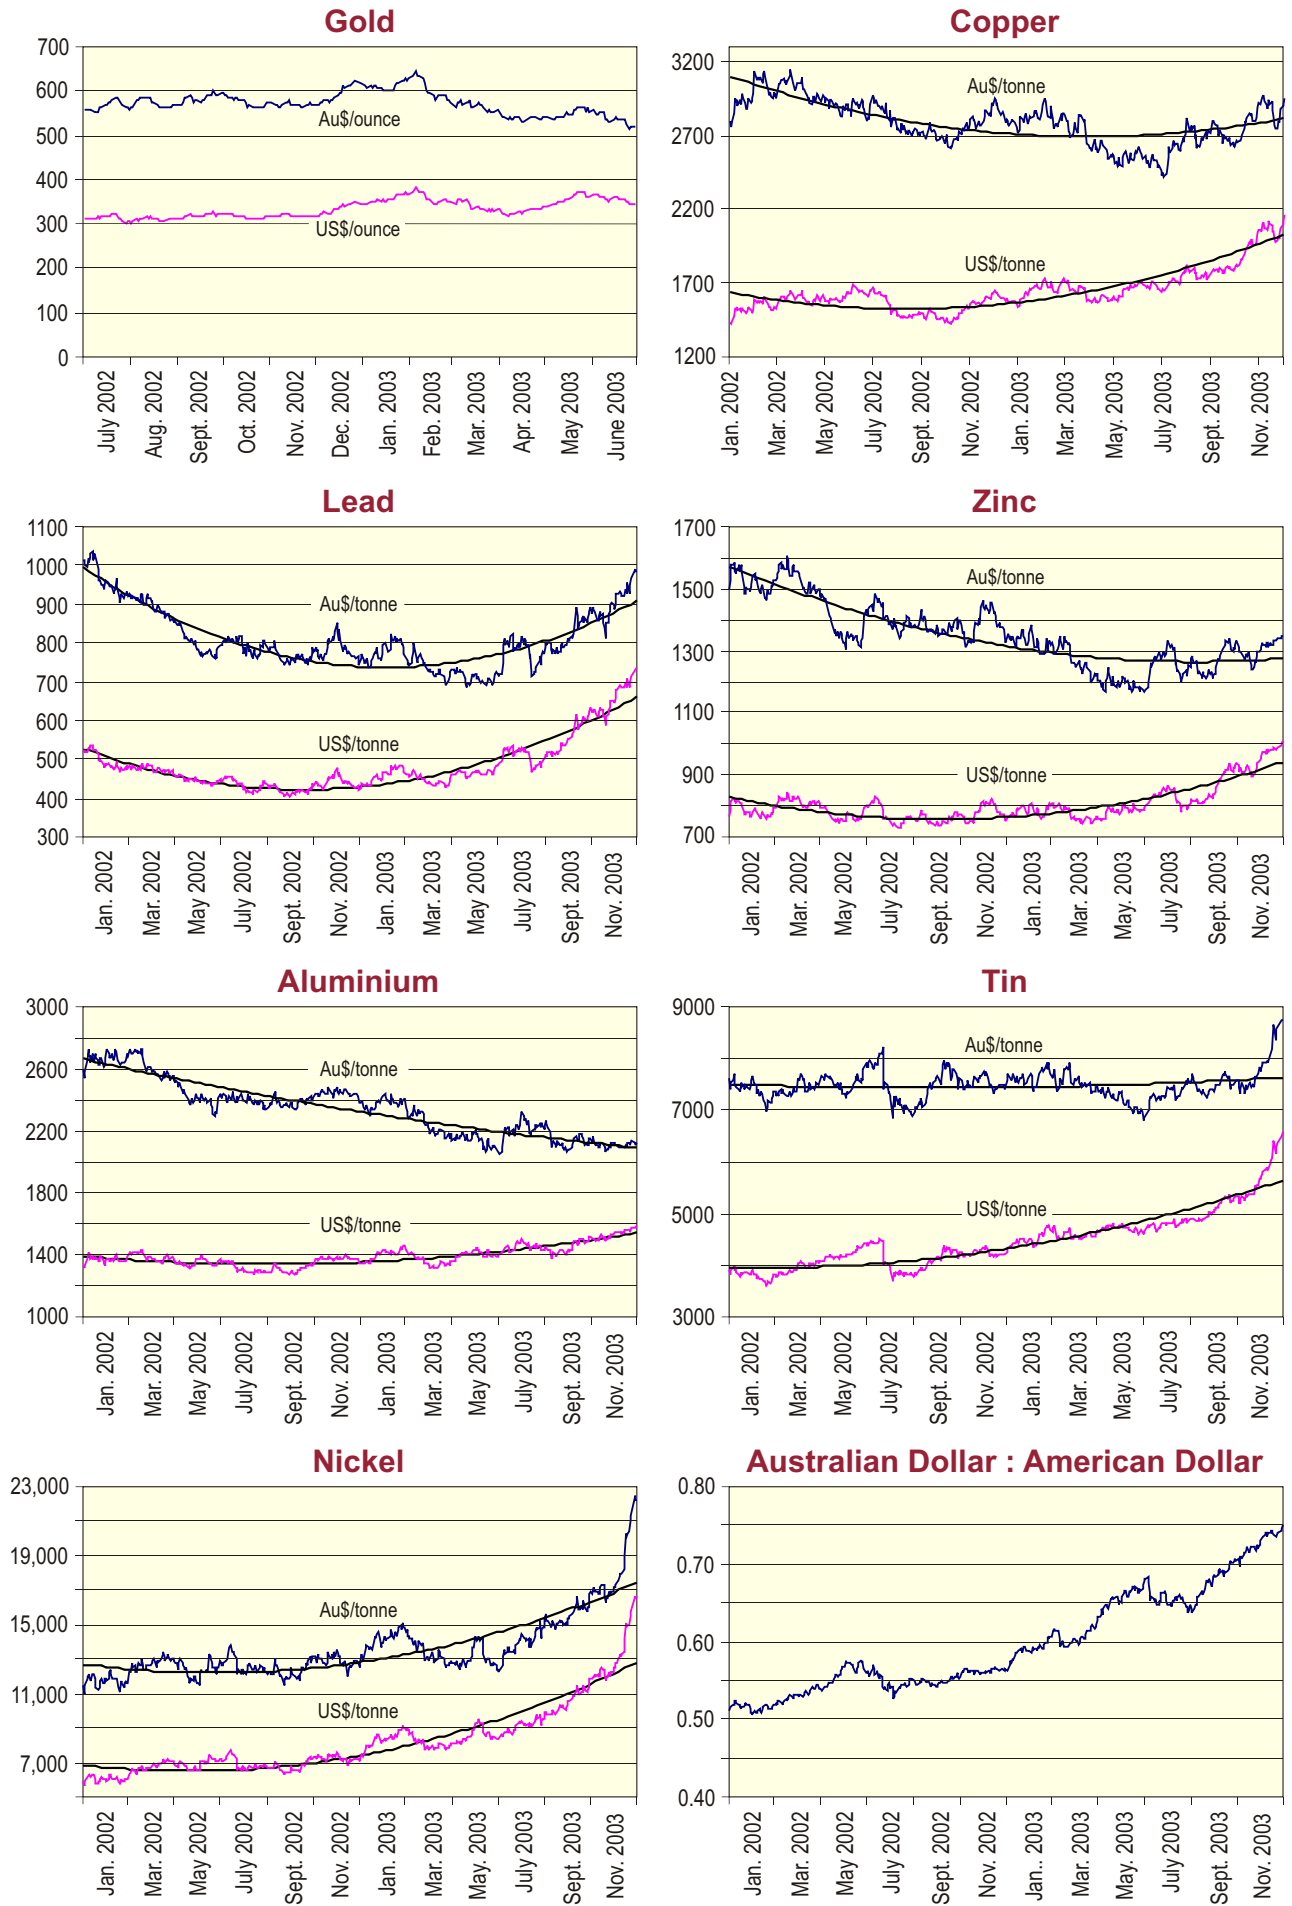 Gold
700
600
500
400
300
200
100
0
Au$/ounce
US$/ounce
July 2002
Aug. 2002
Sept. 2002
Oct. 2002
Nov. 2002
Dec. 2002
Jan. 2003
Feb. 2003
Mar. 2003
Apr. 2003
May 2003
June 2003
Copper
3200
2700
2200
1700
1200
Au$/tonne
US$/tonne
Jan. 2002
Mar. 2002
May 2002
July 2002
Sept. 2002
Nov. 2002
Jan. 2003
Mar. 2003
May. 2003
July 2003
Sept. 2003
Nov. 2003
Lead
1100
1000
900
800
700
600
500
400
300
Au$/tonne
US$/tonne
Jan. 2002
Mar. 2002
May 2002
July 2002
Sept. 2002
Nov. 2002
Jan. 2003
Mar. 2003
May 2003
July 2003
Sept. 2003
Nov. 2003
Zinc
1700
1500
1300
1100
900
700
Au$/tonne
US$/tonne
Jan. 2002
Mar. 2002
May 2002
July 2002
Sept. 2002
Nov. 2002
Jan. 2003
Mar. 2003
May. 2003
July 2003
Sept. 2003
Nov. 2003
Aluminium
3000
2600
2200
1800
1400
1000
Au$/tonne
US$/tonne
Jan. 2002
Mar. 2002
May 2002
July 2002
Sept. 2002
Nov. 2002
Jan. 2003
Mar. 2003
May 2003
July 2003
Sept. 2003
Nov. 2003
Tin
9000
7000
5000
3000
Au$/tonne
US$/tonne
Jan. 2002
Mar. 2002
May 2002
July 2002
Sept. 2002
Nov. 2002
Jan. 2003
Mar. 2003
May. 2003
July 2003
Sept. 2003
Nov. 2003
Nickel
23,000
19,000
15,000
11,000
7,000
Au$/tonne
US$/tonne
Jan. 2002
Mar. 2002
May 2002
July 2002
Sept. 2002
Nov. 2002
Jan. 2003
Mar. 2003
May 2003
July 2003
Sept. 2003
Nov. 2003
Australian Dollar : American Dollar
0.80
0.70
0.60
0.50
0.40
Jan. 2002
Mar. 2002
May 2002
July 2002
Sept. 2002
Nov. 2002
Jan.. 2003
Mar. 2003
May. 2003
July 2003
Sept. 2003
Nov. 2003